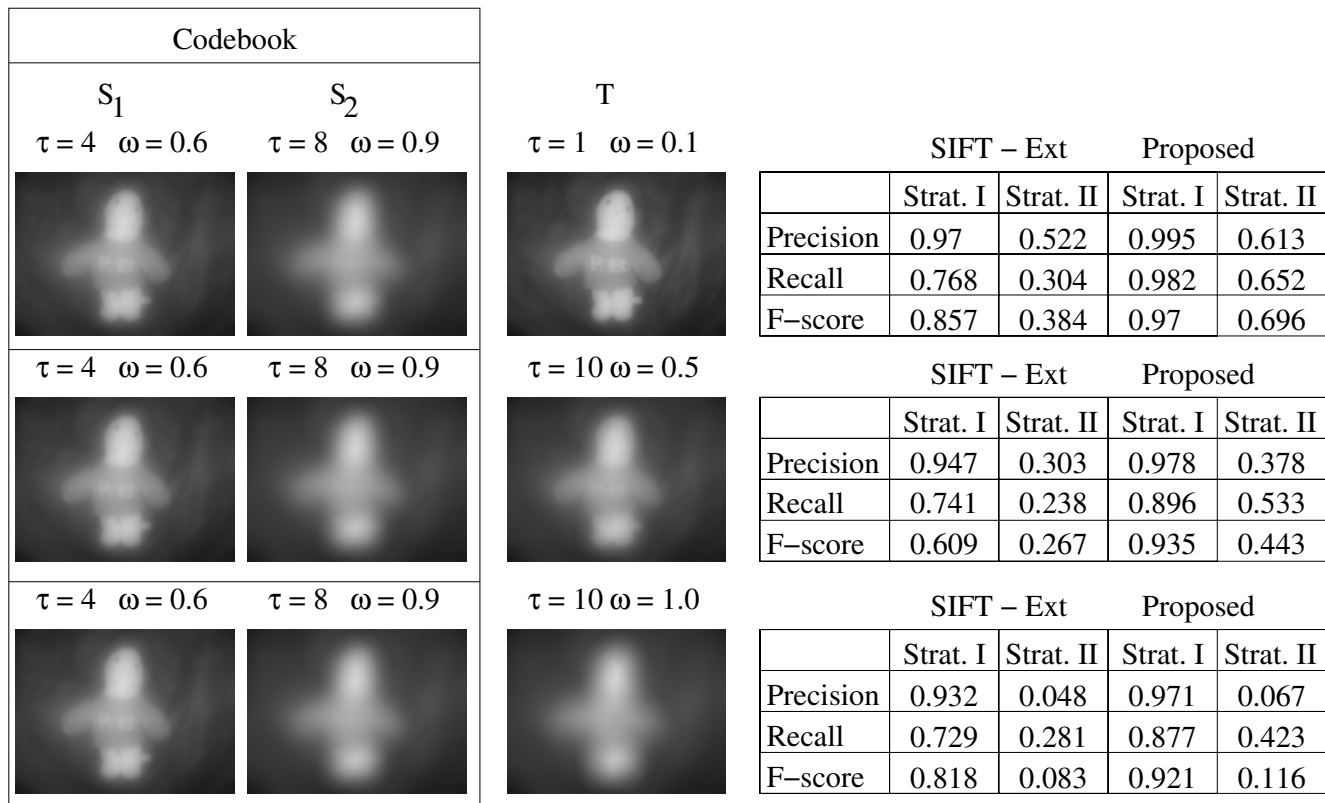 Codebook
S1 S2 T
τ = 4 ω = 0.6 τ = 8 ω = 0.9 τ = 1 ω = 0.1
SIFT – Ext Proposed
Strat. I Strat. II Strat. I Strat. II
Precision 0.97 0.522 0.995 0.613
Recall 0.768 0.304 0.982 0.652
F–score 0.857 0.384 0.97 0.696
τ = 4 ω = 0.6 τ = 8 ω = 0.9 τ = 10 ω = 0.5
SIFT – Ext Proposed
Strat. I Strat. II Strat. I Strat. II
Precision 0.947 0.303 0.978 0.378
Recall 0.741 0.238 0.896 0.533
F–score 0.609 0.267 0.935 0.443
τ = 4 ω = 0.6 τ = 8 ω = 0.9 τ = 10 ω = 1.0
SIFT – Ext Proposed
Strat. I Strat. II Strat. I Strat. II
Precision 0.932 0.048 0.971 0.067
Recall 0.729 0.281 0.877 0.423
F–score 0.818 0.083 0.921 0.116